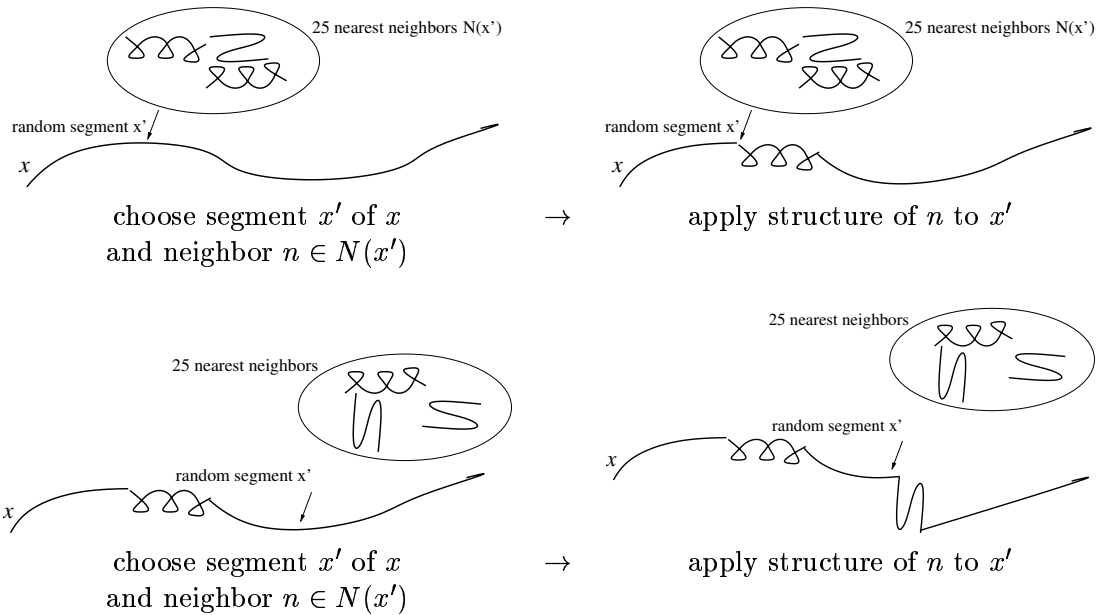 25 nearest neighbors N(x’)
random segment x’
x
choose segment x′ of x
and neighbor n ∈ N(x′)
→
25 nearest neighbors N(x’)
random segment x’
x
apply structure of n to x′
25 nearest neighbors
random segment x’
x
choose segment x′ of x
and neighbor n ∈ N(x′)
→
25 nearest neighbors
random segment x’
x
apply structure of n to x′